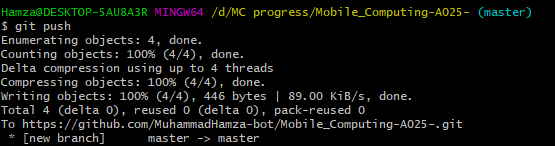 Hamza@DESKTOP-5AU8A3R MINGW64 /d/MC progress/Mobile_Computing-A025- (master)
$ git push
Enumerating objects: 4, done.
Counting objects: 100% (4/4), done.
Delta compression using up to 4 threads
Compressing objects: 100% (4/4), done.
Writing objects: 100% (4/4), 446 bytes | 89.00 KiB/s, done.
Total 4 (delta 0), reused 0 (delta 0), pack-reused 0
To https://github.com/MuhammadHamza-bot/Mobile_Computing-A025-.git
 * [new branch]      master -> master